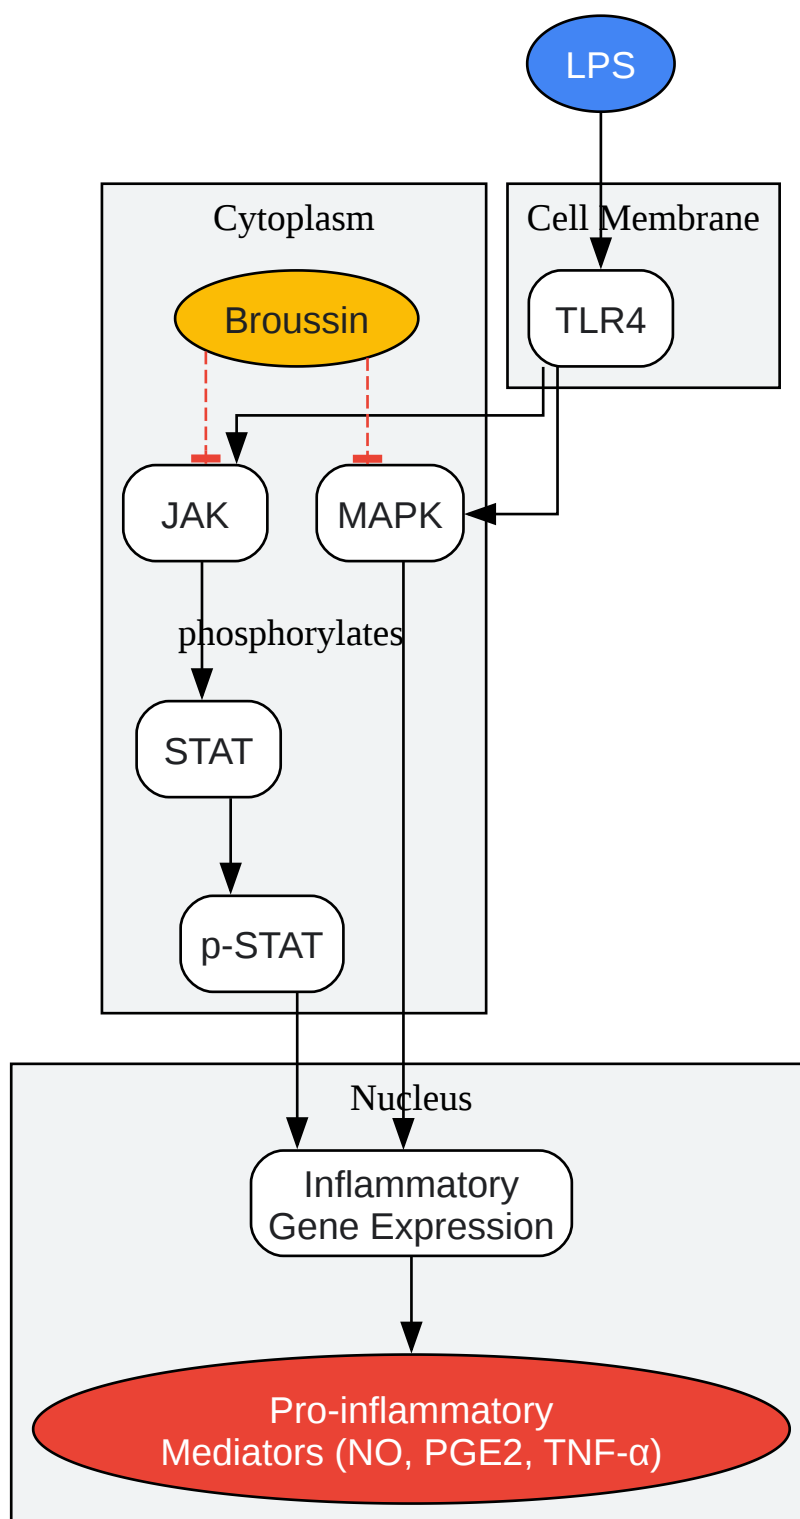 LPS
Cytoplasm
Cell Membrane
Broussin
TLR4
JAK
MAPK
phosphorylates
STAT
p-STAT
Nucleus
Inflammatory
Gene Expression
Pro-inflammatory
Mediators (NO, PGE2, TNF-α)